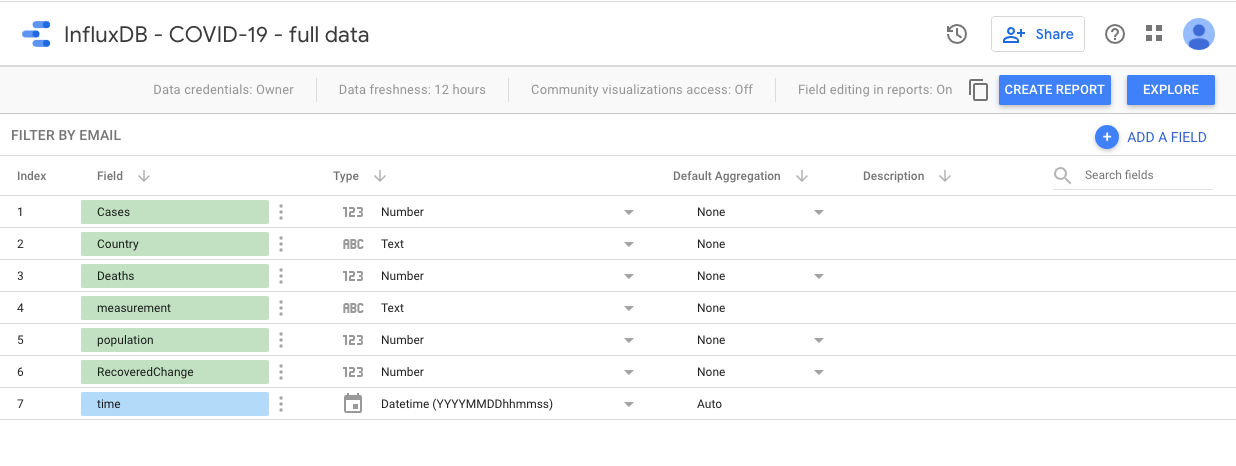 InfluxDB - COVID-19 - full data
Share
Data credentials: Owner Data freshness: 12 hours Community visualizations access: Off Field editing in reports: On CREATE REPORT EXPLORE
FILTER BY EMAIL
+ ADD A FIELD
Index Field Type Default Aggregation Description Search fields
1 Cases 123 Number None
2 Country ABC Text None
3 Deaths 123 Number None
4 measurement ABC Text None
5 population 123 Number None
6 RecoveredChange 123 Number None
7 time Datetime (YYYYMMDDhhmmss) Auto